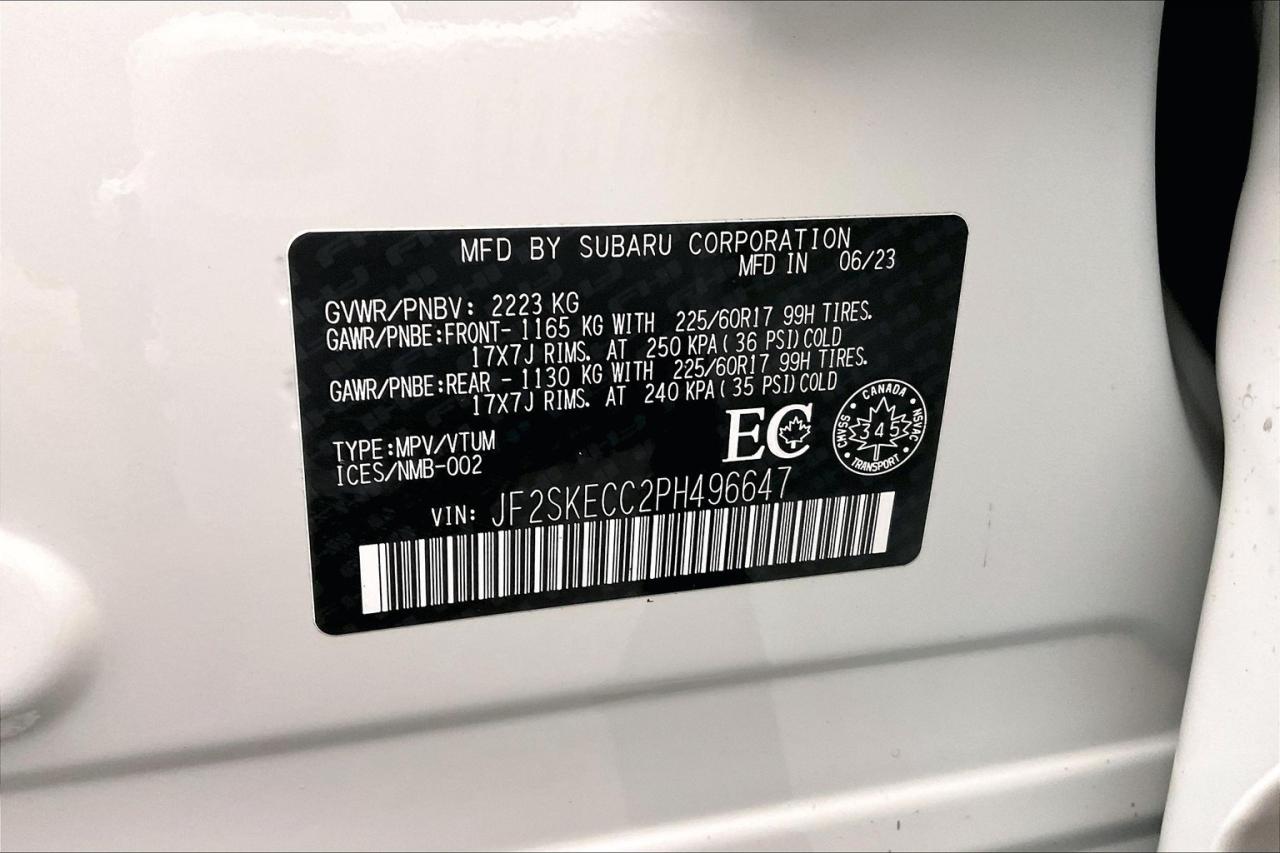 MFD BY SUBARU CORPORATION
MFD IN 06/23
GVWR/PNBV: 2223 KG
GAWR/PNBE:FRONT- 1165 KG WITH 225/60R17 99H TIRES.
17X7J RIMS. AT 250 KPA( 36 PSI)COLD
GAWR/PNBE:REAR - 1130 KG WITH 225/60R17 99H TIRES.
17X7J RIMS. AT 240 KPA( 35 PSI)COLD
EC
CANADA
CMVSS 345 NSVAC
TRANSPORT
TYPE:MPV/VTUM
ICES/NMB-002
VIN: JF2SKECC2PH496647